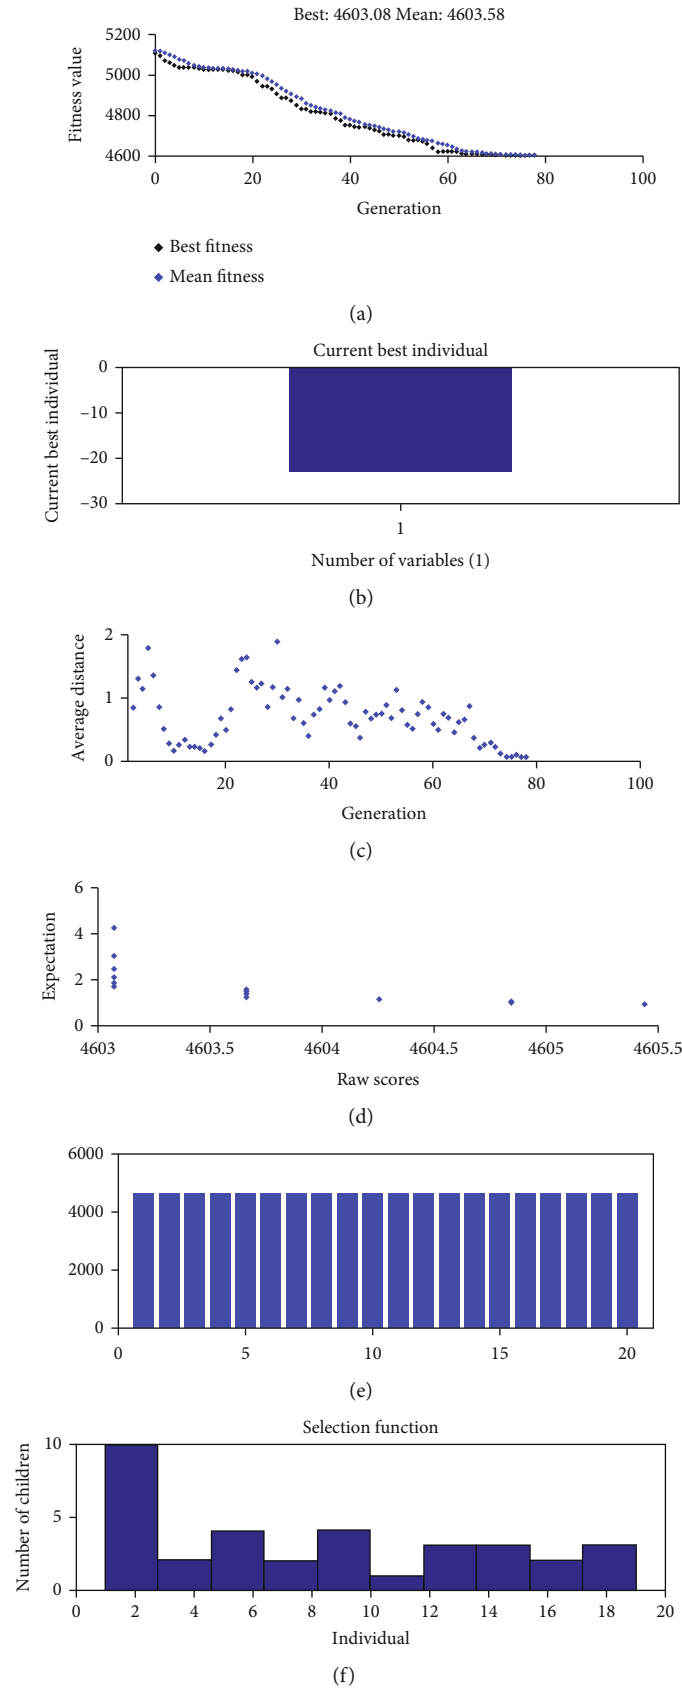 Best: 4603.08 Mean: 4603.58
Fitness value
5200
5000
4800
4600
0 20 40 60 80 100
Generation
Best fitness
Mean fitness
(a)
Current best individual
Current best individual
0
–10
–20
–30
1
Number of variables (1)
(b)
Average distance
2
1
0
20 40 60 80 100
Generation
(c)
Expectation
6
4
2
0
4603 4603.5 4604 4604.5 4605 4605.5
Raw scores
(d)
6000
4000
2000
0
0 5 10 15 20
(e)
Selection function
Number of children
10
5
0
0 2 4 6 8 10 12 14 16 18 20
Individual
(f)